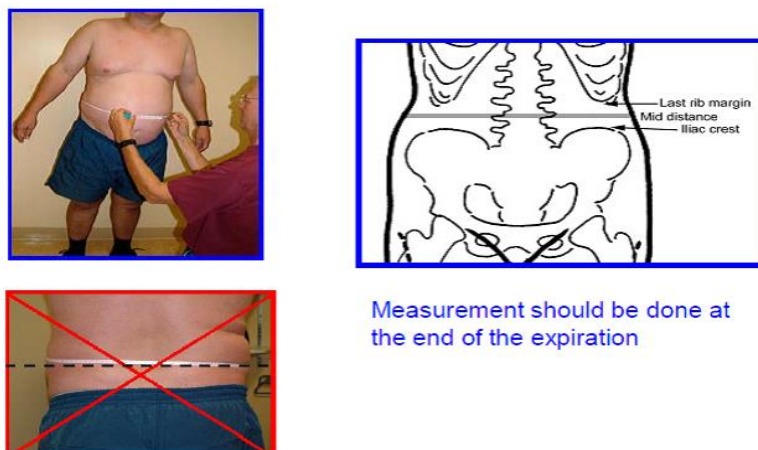 Last rib margin
Mid distance
Iliac crest
Measurement should be done at
the end of the expiration